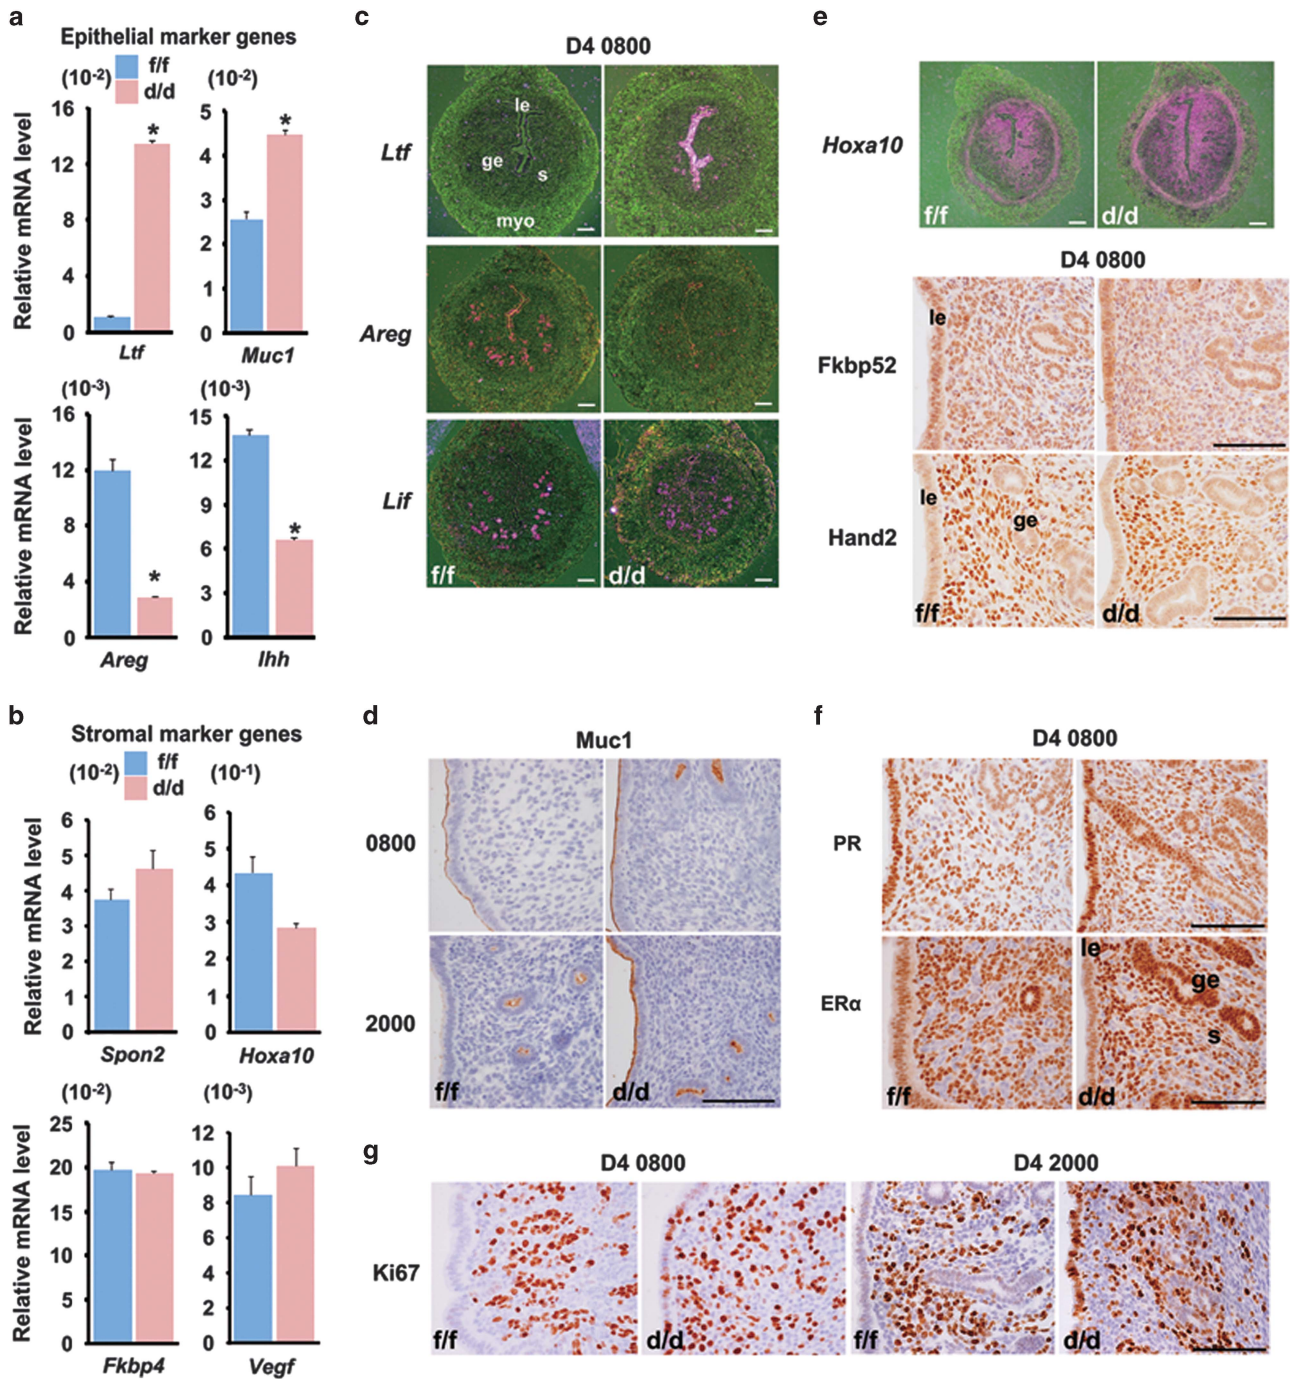 a
Epithelial marker genes
(10-2) f/f (10-2)
d/d
Relative mRNA level
16
12
8
4
0
*
Ltf
5
4
3
2
1
0
*
Muc1
(10-3) (10-3)
Relative mRNA level
16
12
8
4
0
*
Areg
15
12
9
6
3
0
*
Ihh
b
Stromal marker genes
(10-2) f/f (10-1)
d/d
Relative mRNA level
6
5
4
3
2
1
0
Spon2
6
5
4
3
2
1
0
Hoxa10
(10-2) (10-3)
Relative mRNA level
25
20
15
10
5
0
Fkbp4
12
10
8
6
4
2
0
Vegf
c
D4 0800
Ltf
le
ge
s
myo
Areg
Lif
f/f d/d
d
Muc1
0800
2000
f/f d/d
e
Hoxa10
f/f d/d
D4 0800
Fkbp52
le
Hand2
le
ge
f/f d/d
f
D4 0800
PR
ERα
le
ge
s
f/f d/d
g
D4 0800 D4 2000
Ki67
f/f d/d f/f d/d